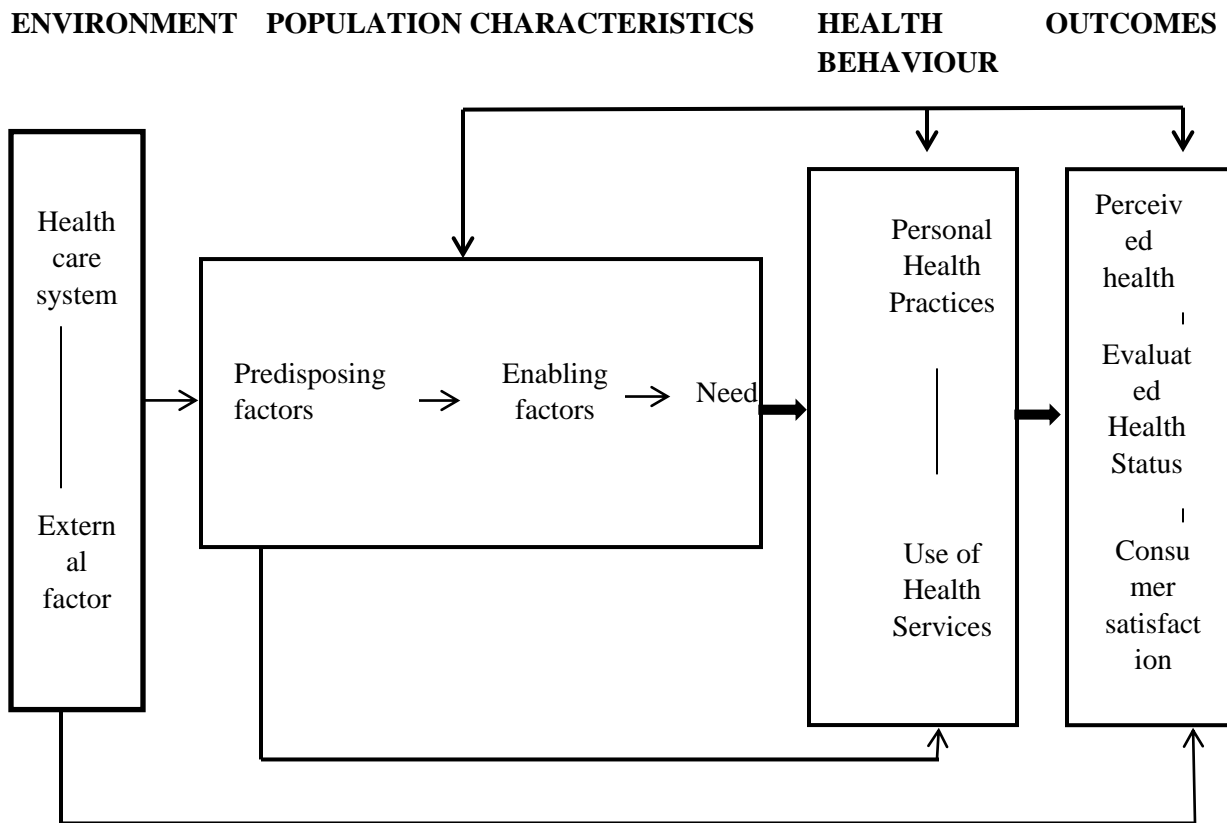 ENVIRONMENT POPULATION CHARACTERISTICS HEALTH BEHAVIOUR OUTCOMES
Health
care
system
Extern
al
factor
Predisposing
factors
Enabling
factors
Need
Personal
Health
Practices
Use of
Health
Services
Perceiv
ed
health
Evaluat
ed
Health
Status
Consu
mer
satisfact
ion